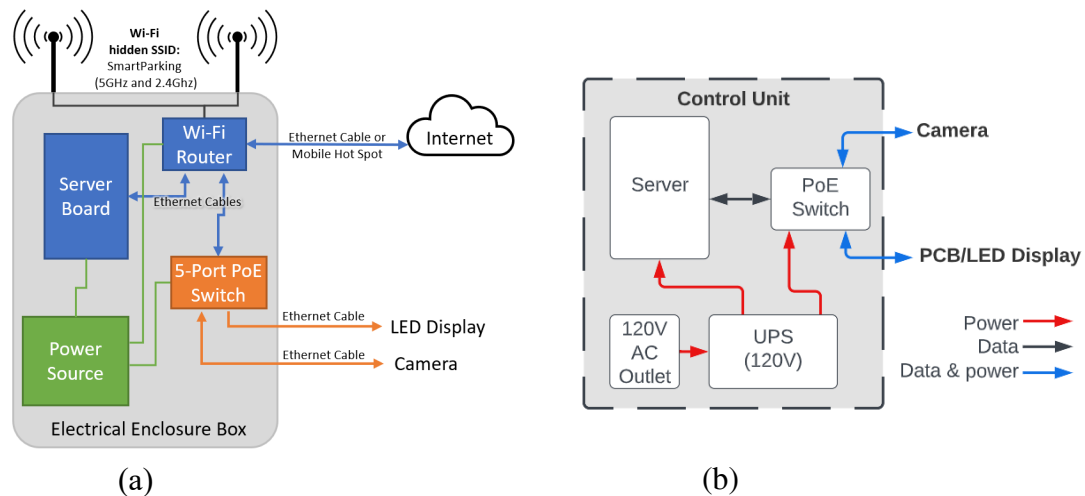 Wi-Fi
hidden SSID:
SmartParking
(5GHz and 2.4Ghz)
Wi-Fi
Router
Ethernet Cable or
Mobile Hot Spot
Internet
Server
Board
Ethernet Cables
5-Port PoE
Switch
Ethernet Cable
LED Display
Ethernet Cable
Camera
Power
Source
Electrical Enclosure Box
(a)
Control Unit
Camera
Server
PoE
Switch
PCB/LED Display
120V
AC
Outlet
UPS
(120V)
Power
Data
Data & power
(b)